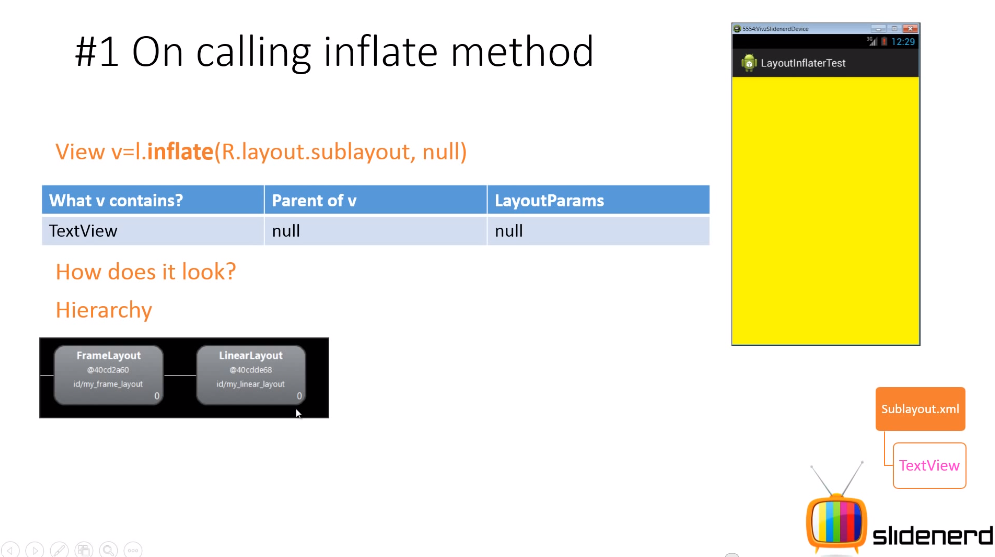 #1 On calling inflate method
5554:VivzSlidenerdDevice
3G 12:29
LayoutInflaterTest
View v=l.inflate(R.layout.sublayout, null)
What v contains? Parent of v LayoutParams
TextView null null
How does it look?
Hierarchy
FrameLayout
@40cd2a60
id/my_frame_layout
0
LinearLayout
@40cdde68
id/my_linear_layout
0
Sublayout.xml
TextView
slidenerd